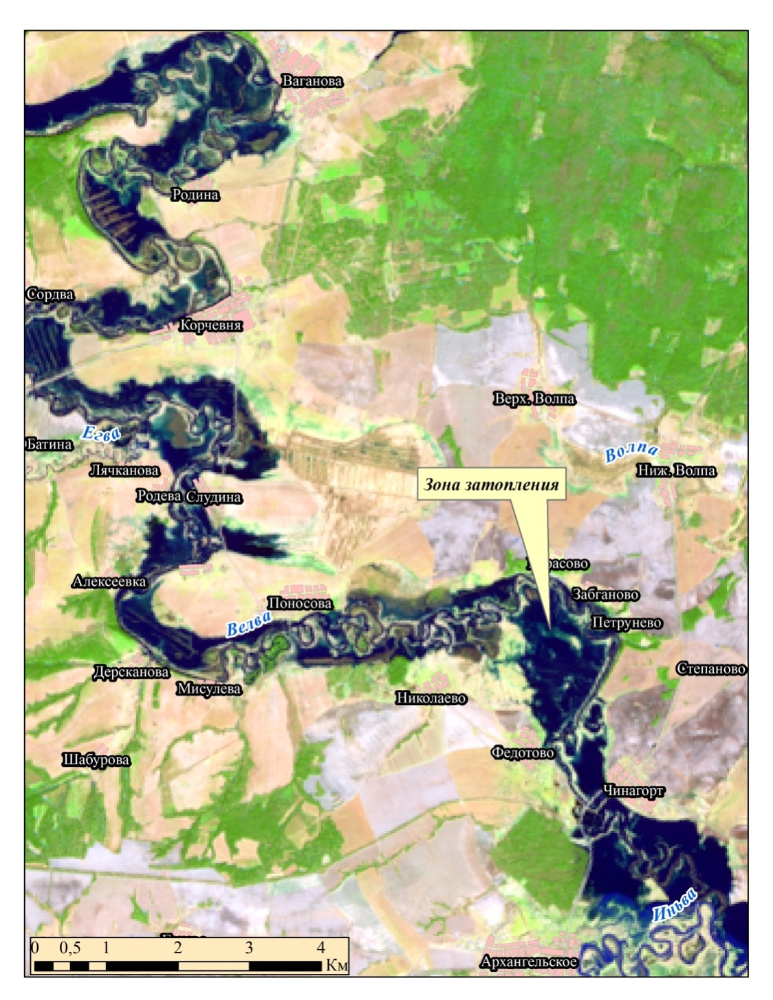 Ваганова
Родина
Сордва
Корчевня
Верх. Волпа
Егва
Батина
Волпа
Лячканова
Ниж. Волпа
Зона затопления
Родева
Слудина
Алексеевка
Забганово
Поносова
Велва
Петрунево
Дерсканова
Степаново
Мисулева
Николаево
Федотово
Шабурова
Чинагорт
Иньва
0 0,5 1 2 3 4
Км
Архангельское